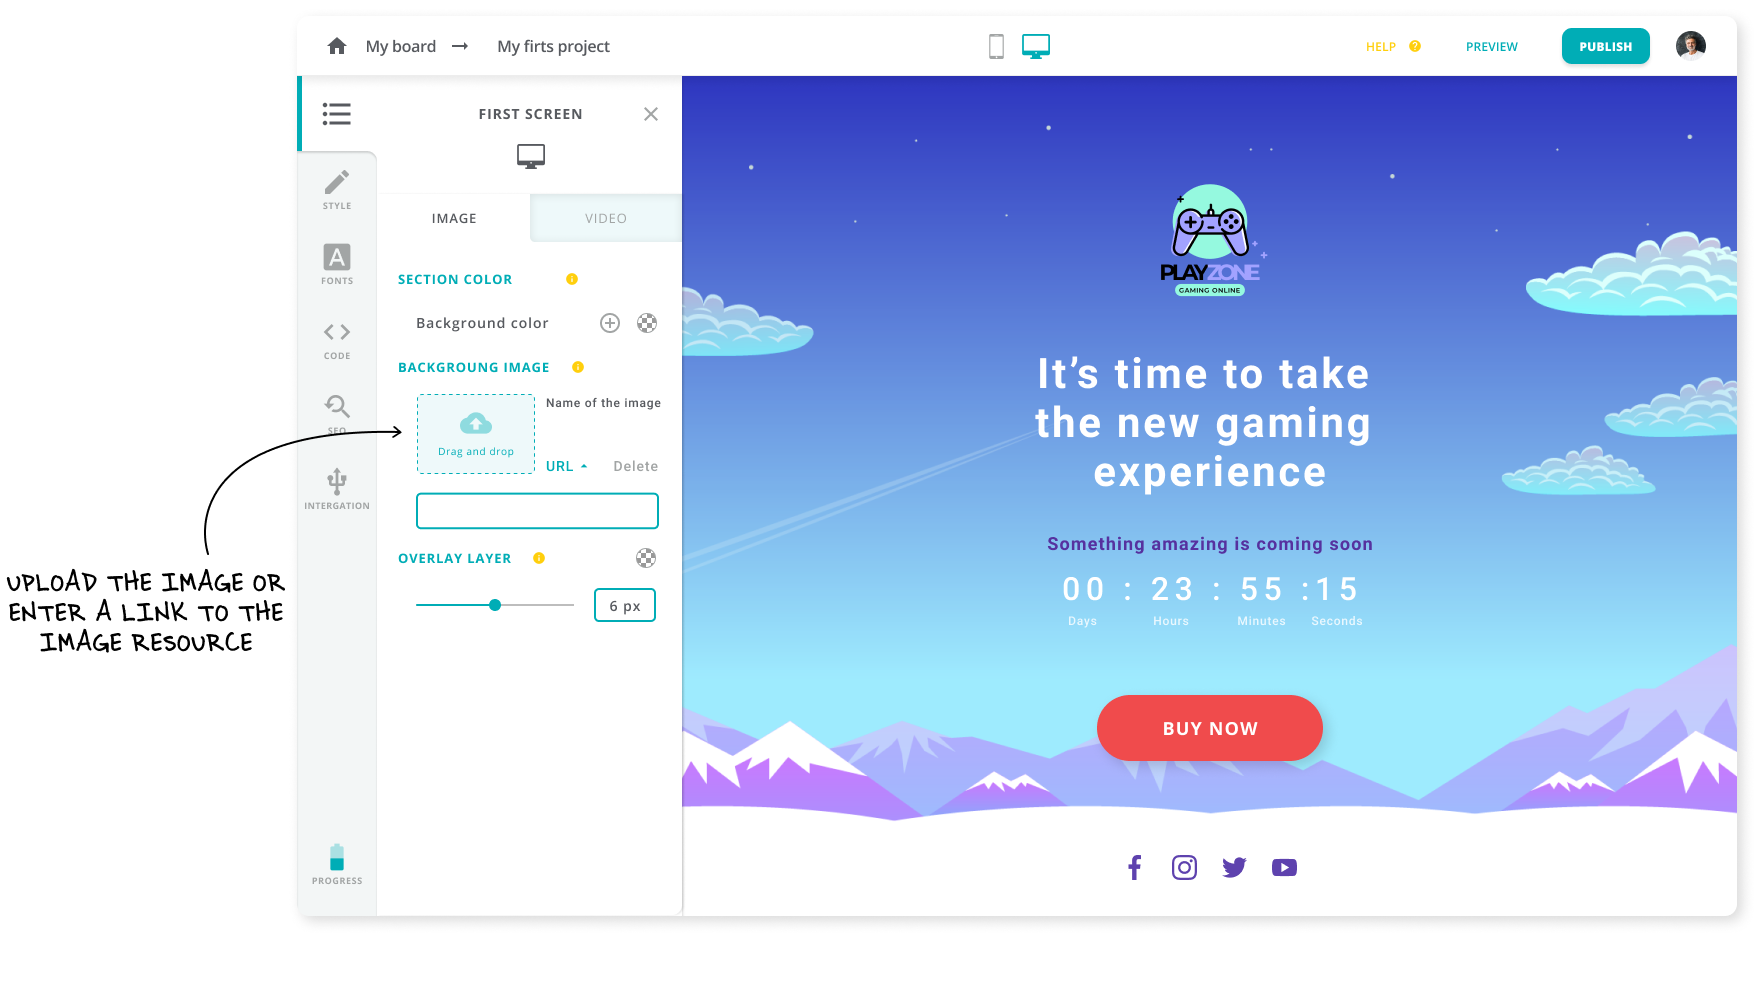 My board → My firts project
HELP ?
PREVIEW
PUBLISH
FIRST SCREEN
STYLE
FONTS
CODE
SEO
INTERGATION
PROGRESS
IMAGE
VIDEO
SECTION COLOR
Background color
BACKGROUNG IMAGE
Name of the image
Drag and drop
URL
Delete
OVERLAY LAYER
6 px
UPLOAD THE IMAGE OR
ENTER A LINK TO THE
IMAGE RESOURCE
PLAYZONE
GAMING ONLINE
It’s time to take
the new gaming
experience
Something amazing is coming soon
00 : 23 : 55 :15
Days Hours Minutes Seconds
BUY NOW